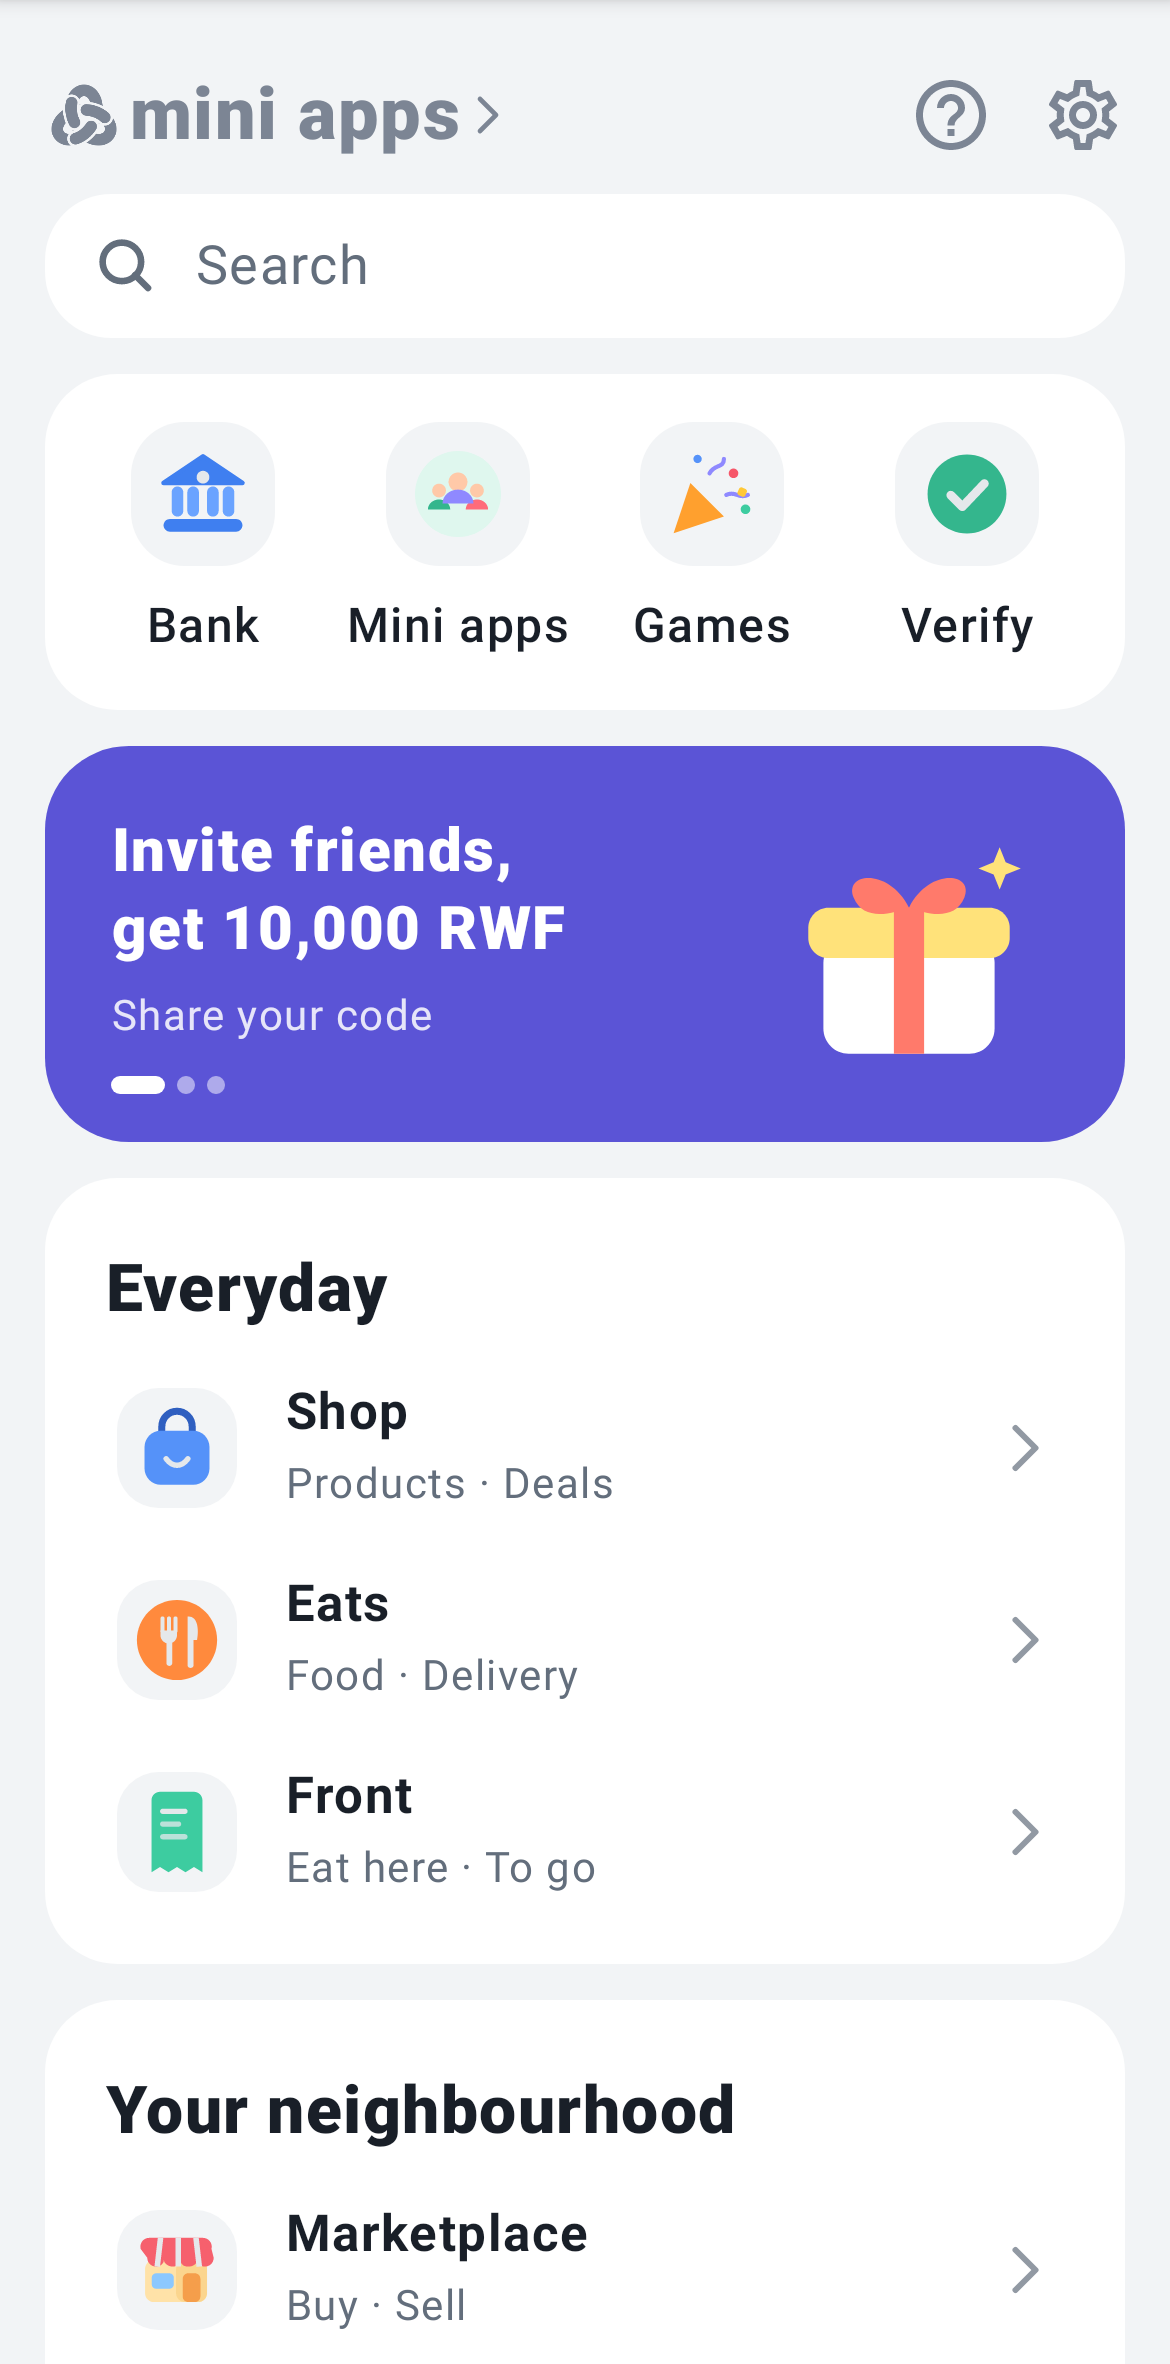 mini apps
Search
Bank
Mini apps
Games
Verify
Invite friends,
get 10,000 RWF
Share your code
Everyday
Shop
Products · Deals
Eats
Food · Delivery
Front
Eat here · To go
Your neighbourhood
Marketplace
Buy · Sell